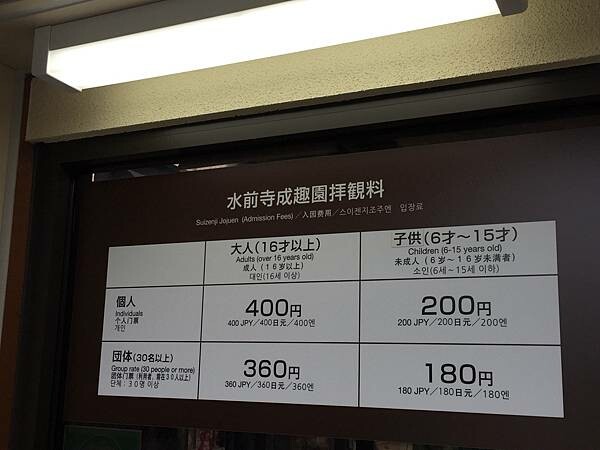 水前寺成趣園拝観料
Suizenji Jojuen (Admission Fees)／入园费用／스이젠지조주엔 입장료
大人(16才以上)
Adults (over 16 years old)
成人（１６岁以上）
대인(16세 이상)
子供(6才～15才)
Children (6-15 years old)
未成人（６岁～１６岁未满者）
소인(6세～15세 이하)
個人
Individuals
个人门票
개인
400円
400 JPY／400日元／400엔
200円
200 JPY／200日元／200엔
団体(30名以上)
Group rate (30 people or more)
团体门票（利用者，需在３０人以上）
단체：３０명 이상
360円
360 JPY／360日元／360엔
180円
180 JPY／180日元／180엔